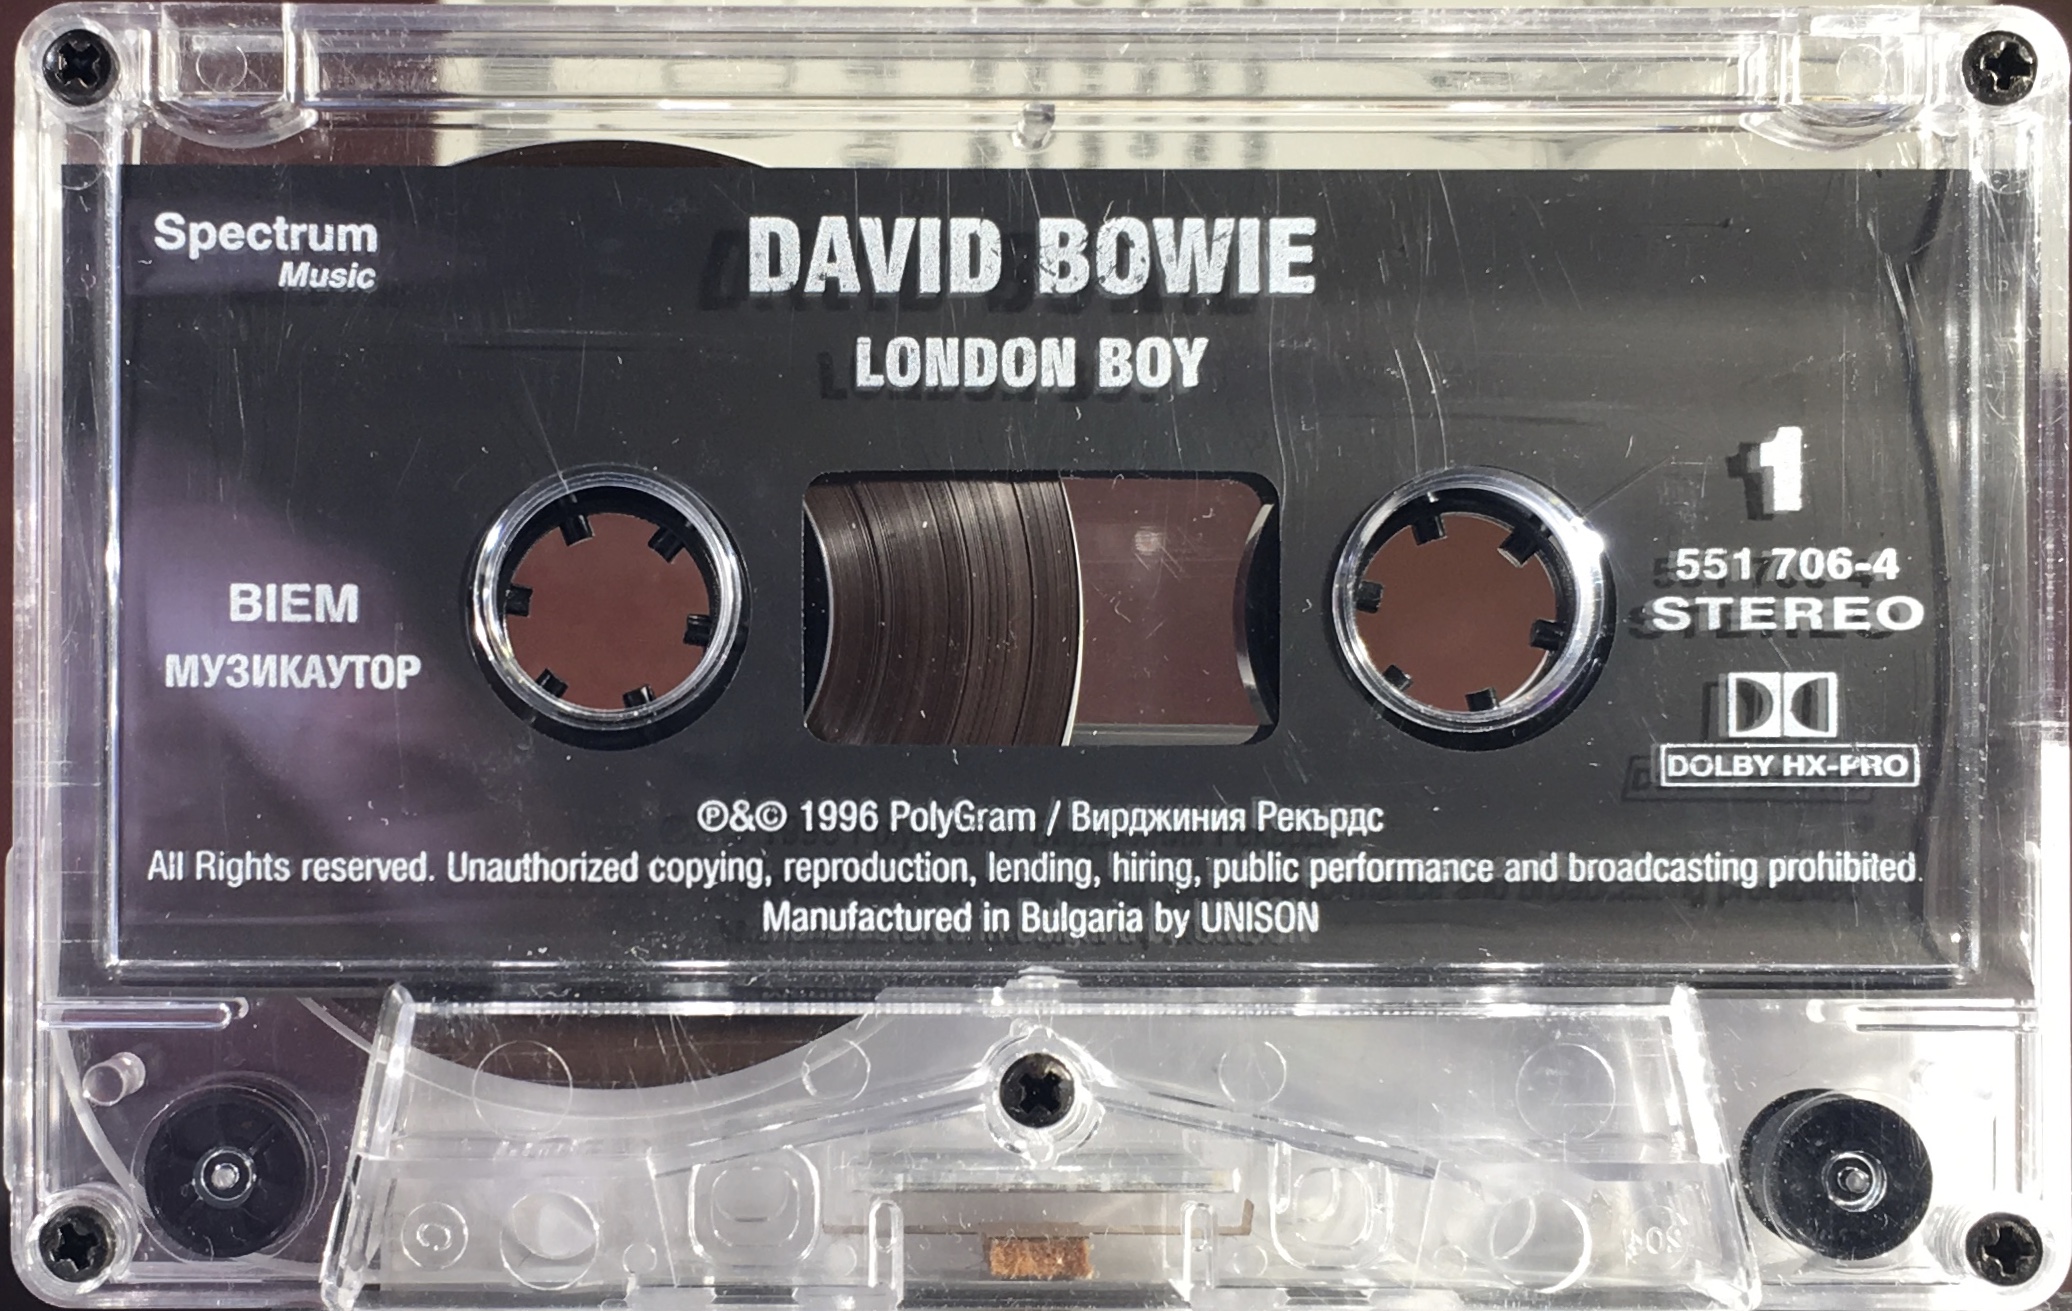 Spectrum
Music
DAVID BOWIE
LONDON BOY
1
551 706-4
STEREO
DOLBY HX-PRO
BIEM
МУЗИКАУТОР
℗&© 1996 PolyGram / Вирджиния Рекърдс
All Rights reserved. Unauthorized copying, reproduction, lending, hiring, public performance and broadcasting prohibited.
Manufactured in Bulgaria by UNISON
C